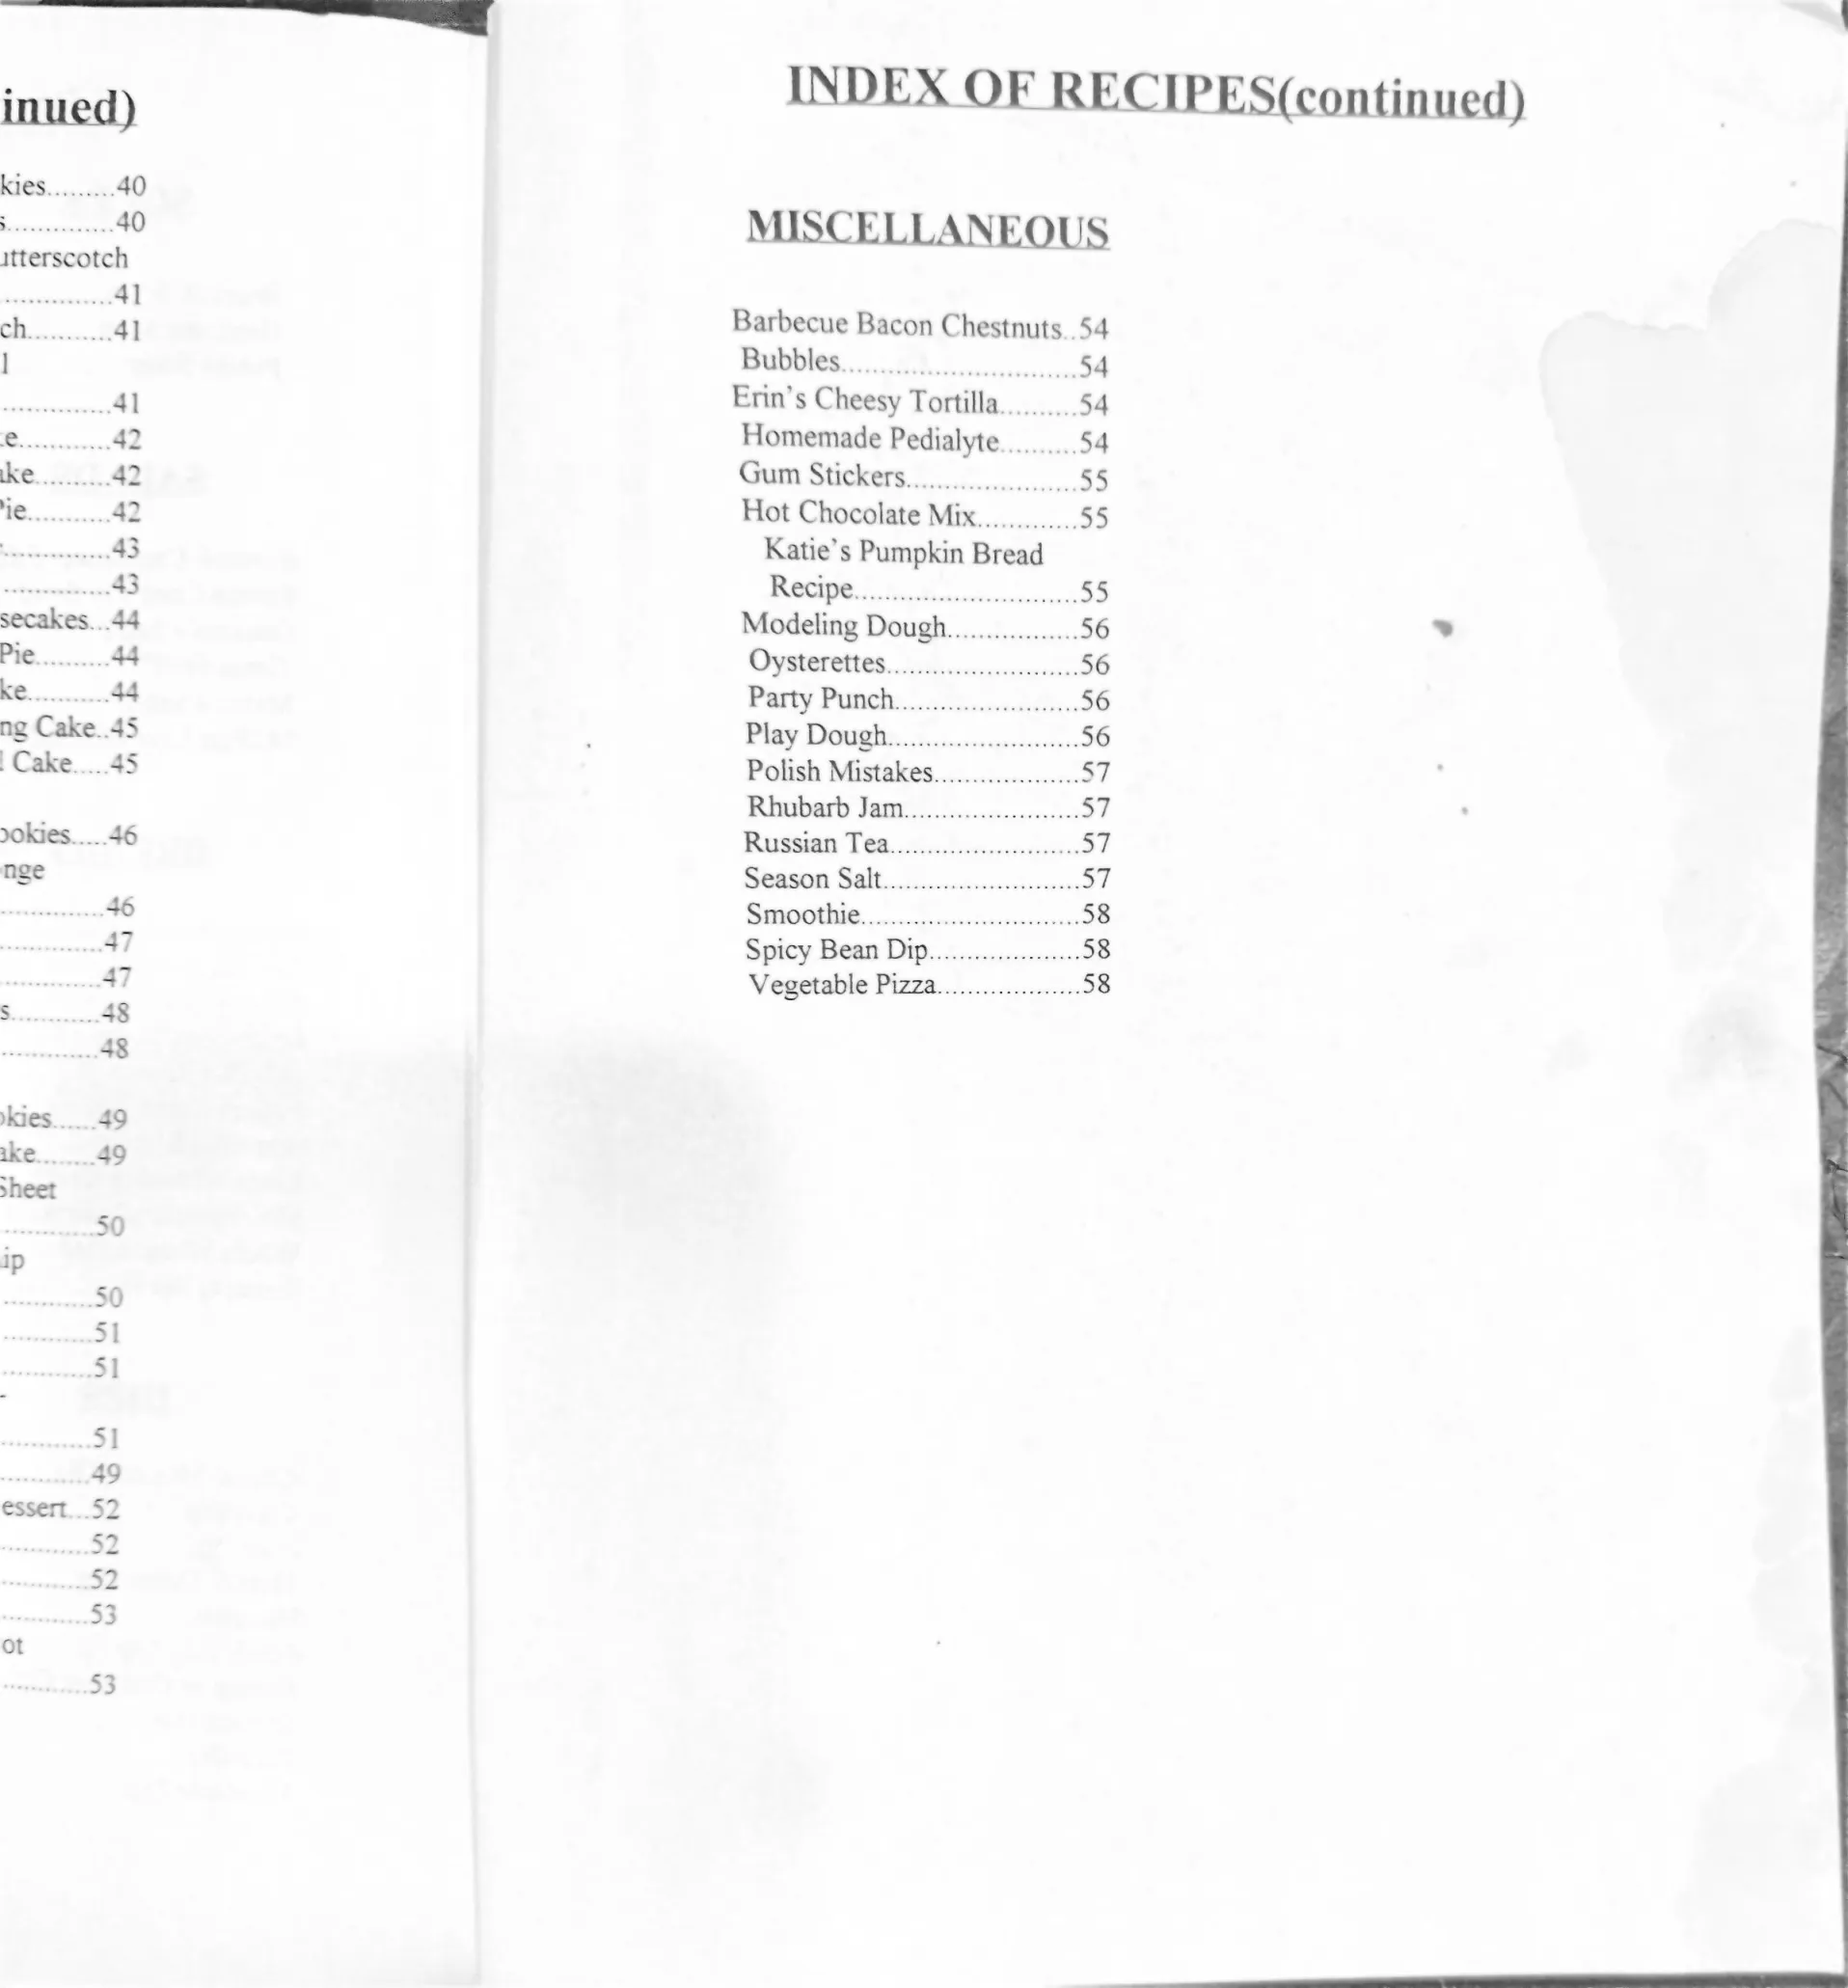 inued)
kies.........40
s.............40
utterscotch
..............41
ch..........41
l
..............41
te............42
ake.........42
Pie...........42
..............43
..............43
secakes...44
Pie..........44
ke...........44
ng Cake..45
l Cake.....45
ookies.....46
nge
..............46
..............47
..............47
s............48
.............48
okies......49
ake........49
Sheet
.............50
ip
............50
............51
............51
-
............51
............49
essert...52
............52
............52
............53
ot
............53
INDEX OF RECIPES(continued)
MISCELLANEOUS
Barbecue Bacon Chestnuts..54
Bubbles..............................54
Erin's Cheesy Tortilla..........54
Homemade Pedialyte..........54
Gum Stickers......................55
Hot Chocolate Mix.............55
Katie's Pumpkin Bread
Recipe.............................55
Modeling Dough.................56
Oysterettes.........................56
Party Punch........................56
Play Dough.........................56
Polish Mistakes...................57
Rhubarb Jam.......................57
Russian Tea.........................57
Season Salt..........................57
Smoothie............................58
Spicy Bean Dip...................58
Vegetable Pizza..................58